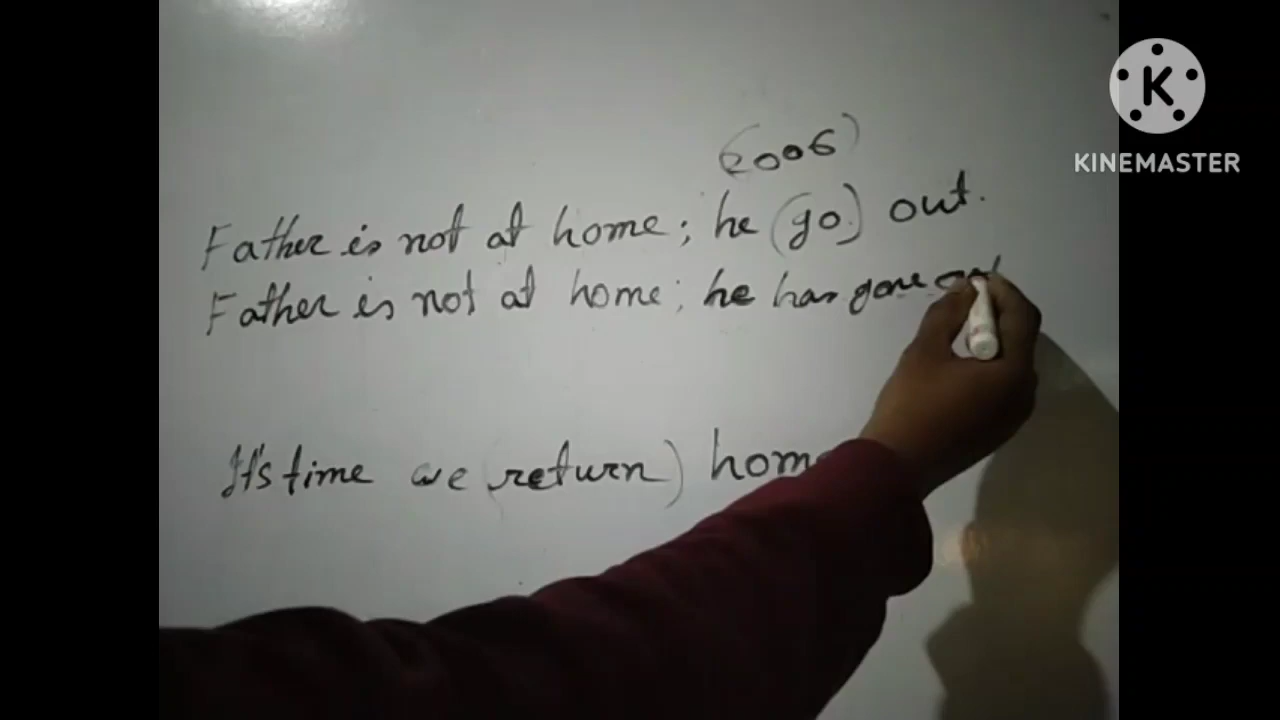 (2006)
Father is not at home; he (go) out.
Father is not at home; he has gone
It's time we (return)
KINEMASTER